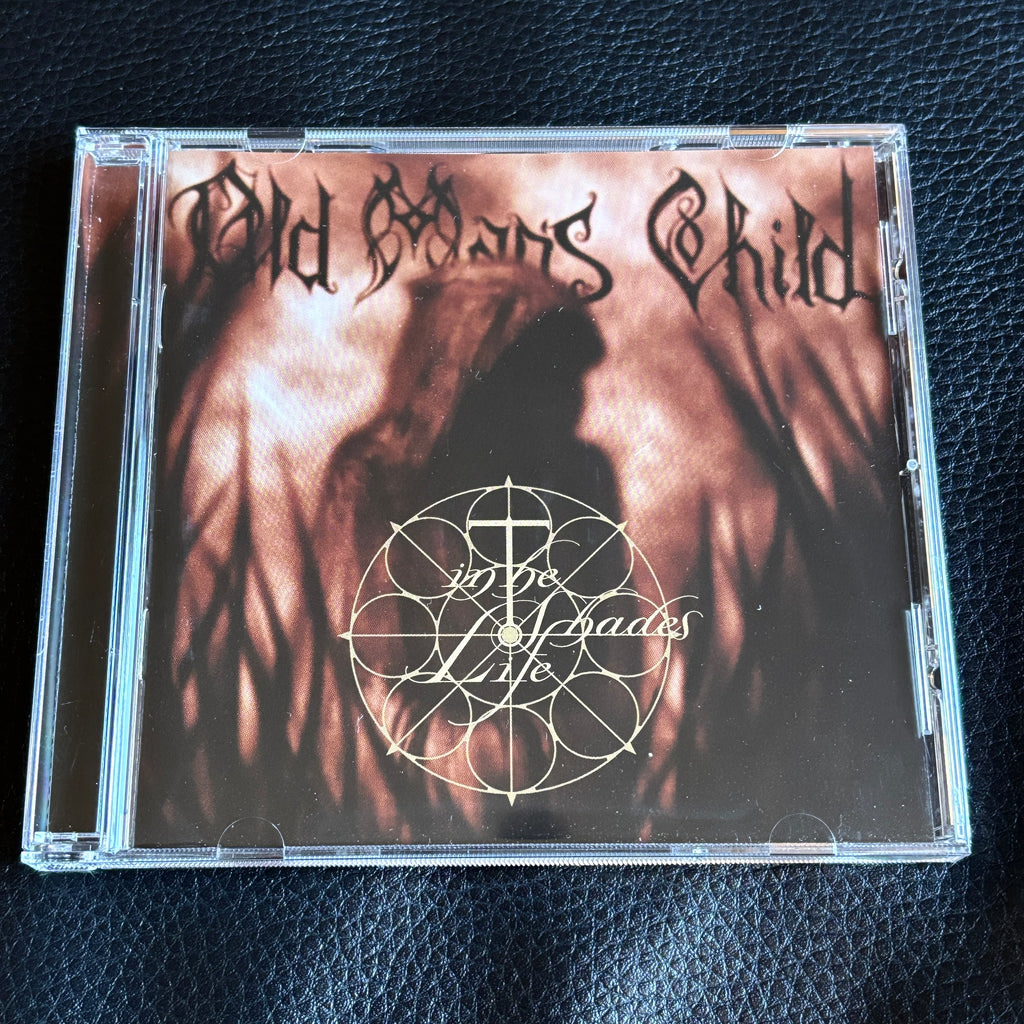 Old Mans Child
in the
Shades
Life